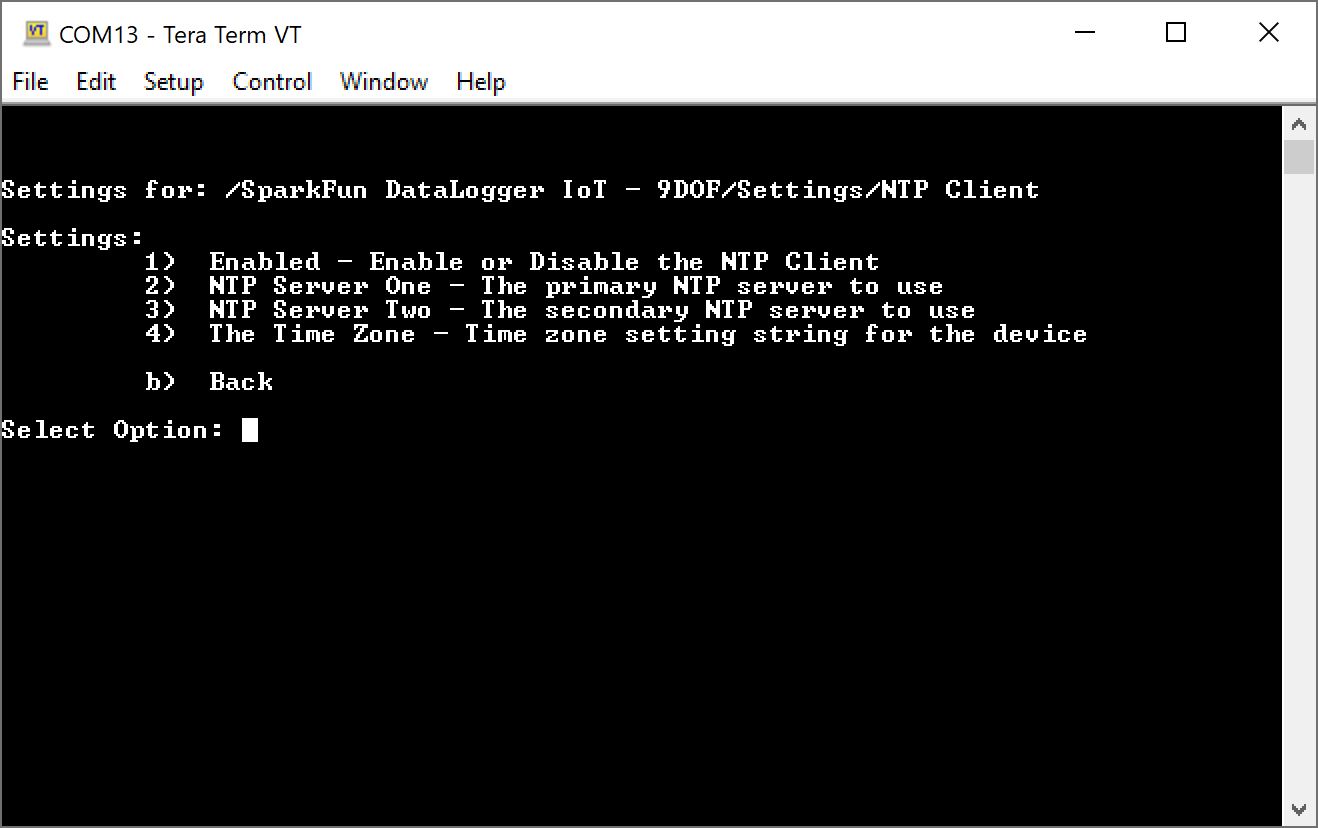 COM13 - Tera Term VT
File Edit Setup Control Window Help
Settings for: /SparkFun DataLogger IoT - 9DOF/Settings/NTP Client
Settings:
1) Enabled - Enable or Disable the NTP Client
2) NTP Server One - The primary NTP server to use
3) NTP Server Two - The secondary NTP server to use
4) The Time Zone - Time zone setting string for the device
b) Back
Select Option: